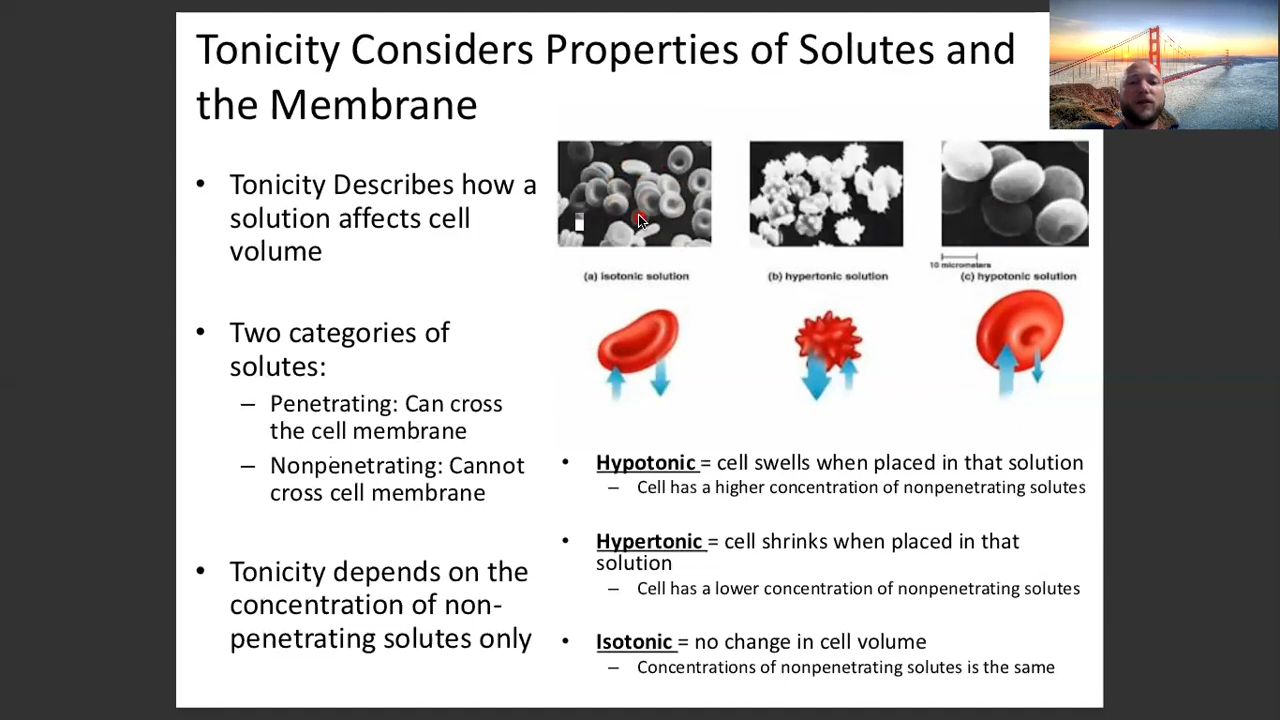 Tonicity Considers Properties of Solutes and
the Membrane
• Tonicity Describes how a
solution affects cell
volume
• Two categories of
solutes:
– Penetrating: Can cross
the cell membrane
– Nonpenetrating: Cannot
cross cell membrane
• Tonicity depends on the
concentration of non-
penetrating solutes only
10 micrometers
(a) isotonic solution
(b) hypertonic solution
(c) hypotonic solution
• Hypotonic = cell swells when placed in that solution
– Cell has a higher concentration of nonpenetrating solutes
• Hypertonic = cell shrinks when placed in that
solution
– Cell has a lower concentration of nonpenetrating solutes
• Isotonic = no change in cell volume
– Concentrations of nonpenetrating solutes is the same